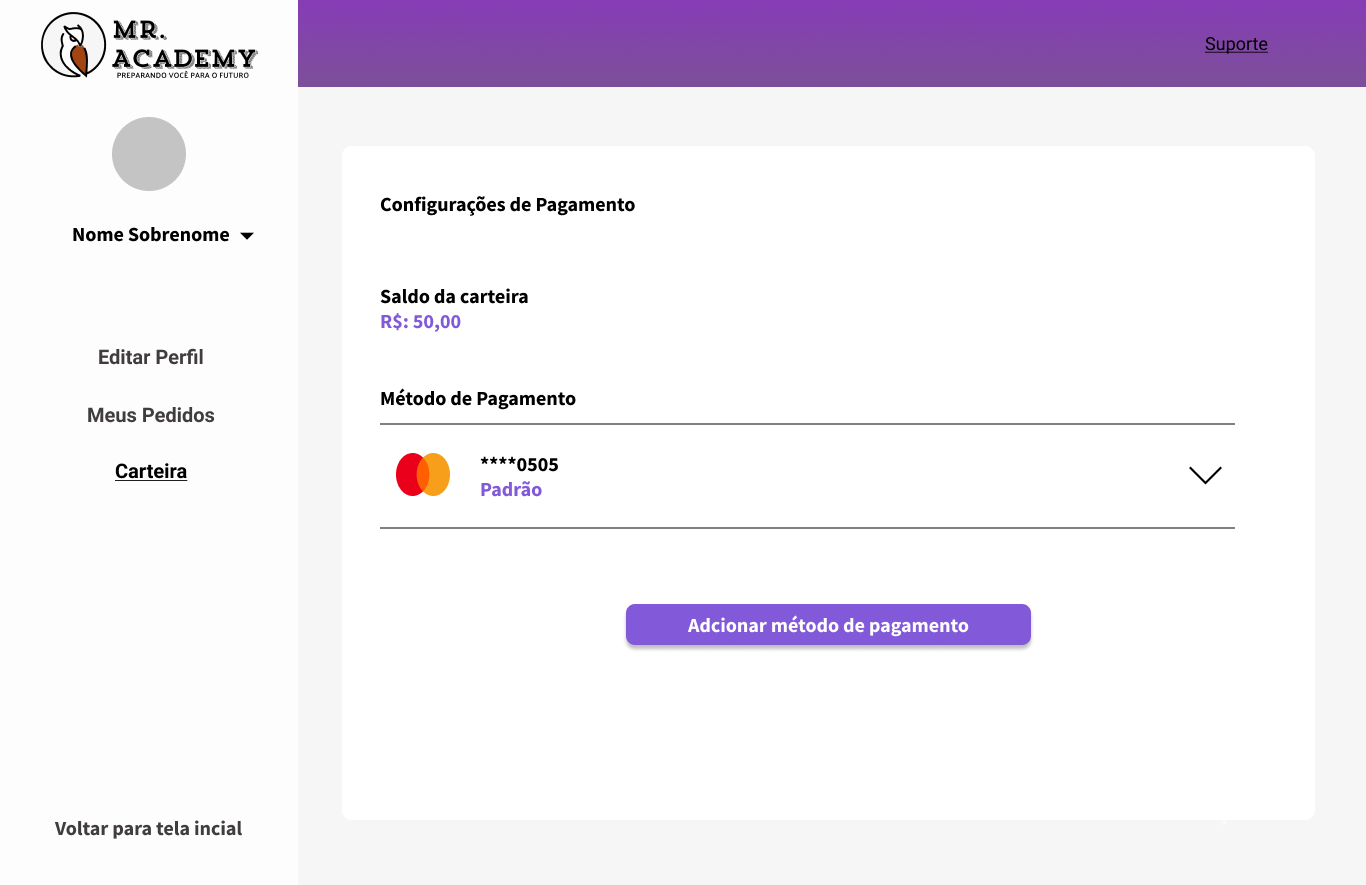 MR.
ACADEMY
PREPARANDO VOCÊ PARA O FUTURO
Suporte
Nome Sobrenome
Editar Perfil
Meus Pedidos
Carteira
Voltar para tela incial
Configurações de Pagamento
Saldo da carteira
R$: 50,00
Método de Pagamento
****0505
Padrão
Adcionar método de pagamento